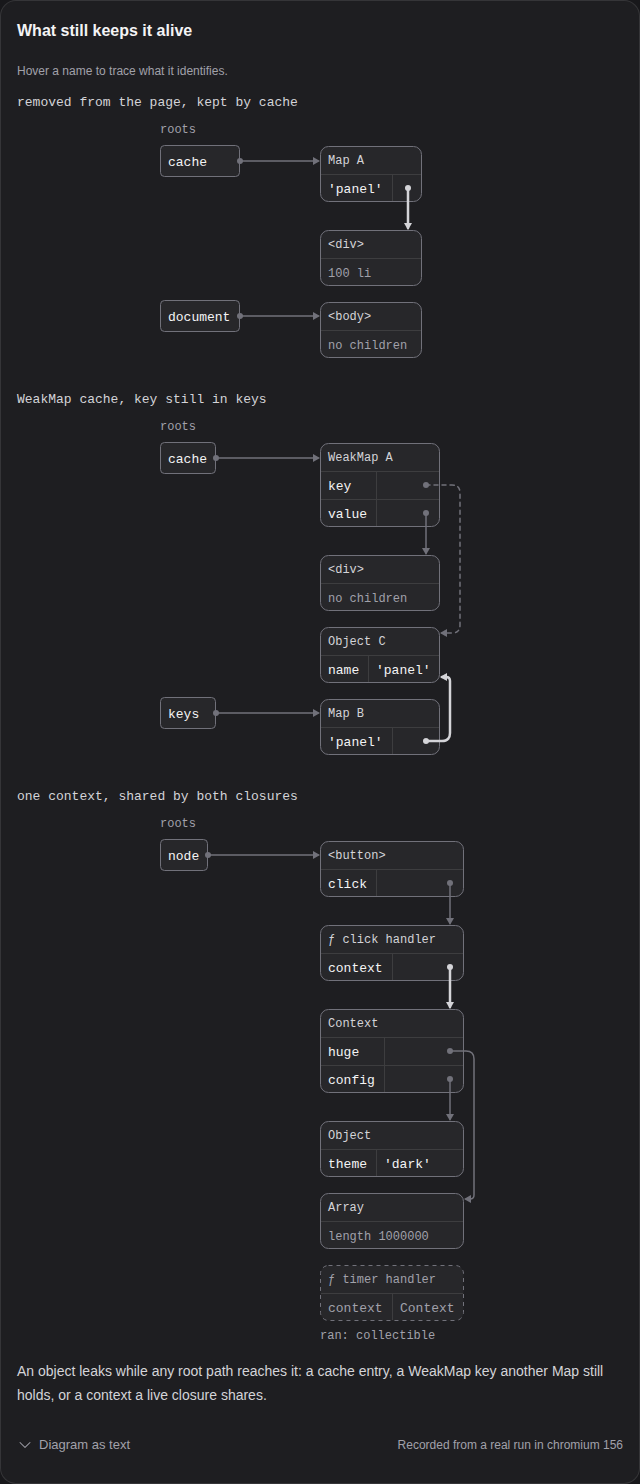 What still keeps it alive
Hover a name to trace what it identifies.
removed from the page, kept by cache
roots
cache
Map A
'panel'
<div>
100 li
document
<body>
no children
WeakMap cache, key still in keys
roots
cache
WeakMap A
key
value
<div>
no children
Object C
name 'panel'
keys
Map B
'panel'
one context, shared by both closures
roots
node
<button>
click
ƒ click handler
context
Context
huge
config
Object
theme 'dark'
Array
length 1000000
ƒ timer handler
context Context
ran: collectible
An object leaks while any root path reaches it: a cache entry, a WeakMap key another Map still
holds, or a context a live closure shares.
Diagram as text
Recorded from a real run in chromium 156